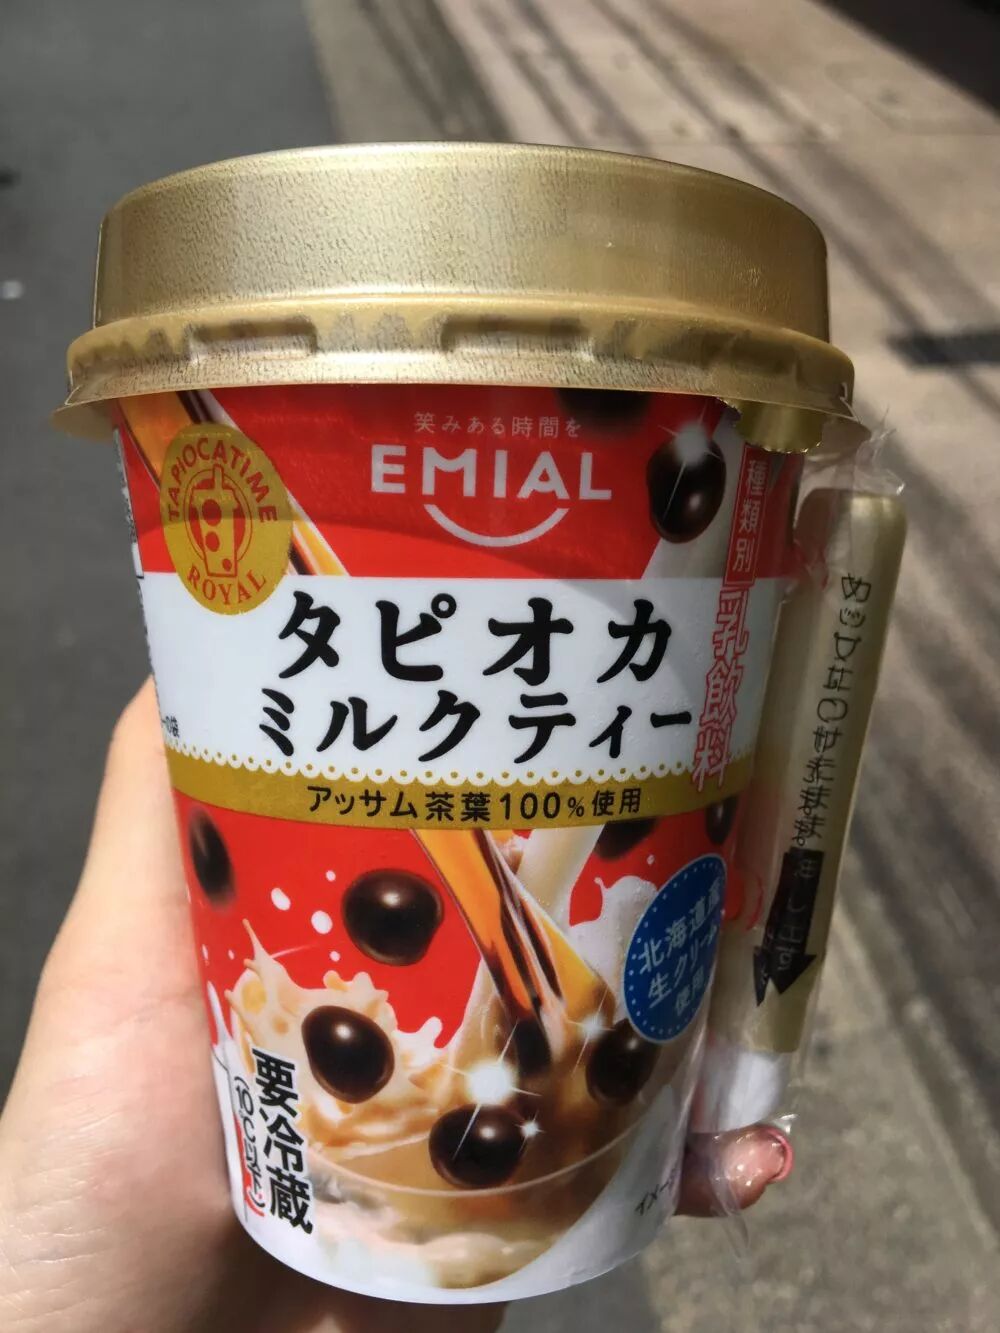 笑みある時間を
EMIAL
TAPIOCATIME
ROYAL
種類別
乳飲料
タピオカ
ミルクティー
アッサム茶葉100%使用
北海道産
生クリーム
使用
要冷蔵
(10℃以下)